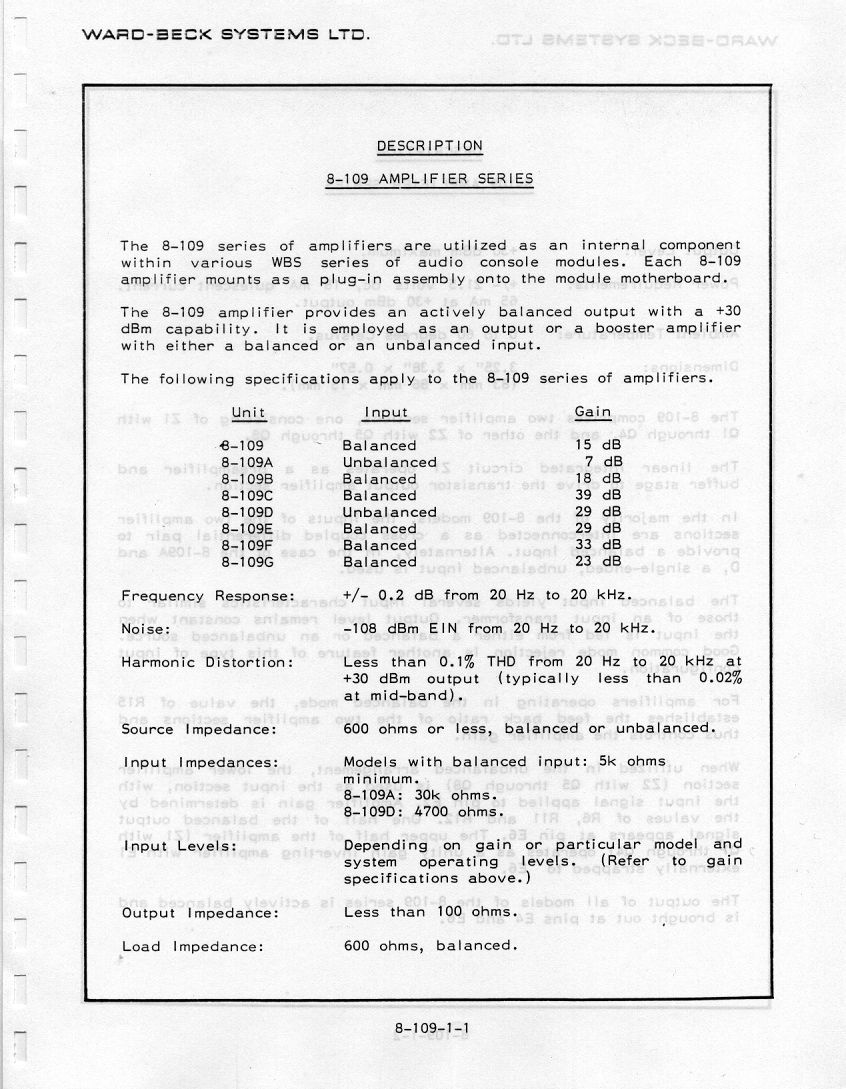 WARD-BECK SYSTEMS LTD.
DESCRIPTION
8-109 AMPLIFIER SERIES
The 8-109 series of amplifiers are utilized as an internal component
within various WBS series of audio console modules. Each 8-109
amplifier mounts as a plug-in assembly onto the module motherboard.
The 8-109 amplifier provides an actively balanced output with a +30
dBm capability. It is employed as an output or a booster amplifier
with either a balanced or an unbalanced input.
The following specifications apply to the 8-109 series of amplifiers.
Unit Input Gain
8-109 Balanced 15 dB
8-109A Unbalanced 7 dB
8-109B Balanced 18 dB
8-109C Balanced 39 dB
8-109D Unbalanced 29 dB
8-109E Balanced 29 dB
8-109F Balanced 33 dB
8-109G Balanced 23 dB
Frequency Response: +/- 0.2 dB from 20 Hz to 20 kHz.
Noise: -108 dBm EIN from 20 Hz to 20 kHz.
Harmonic Distortion: Less than 0.1% THD from 20 Hz to 20 kHz at
+30 dBm output (typically less than 0.02%
at mid-band).
Source Impedance: 600 ohms or less, balanced or unbalanced.
Input Impedances: Models with balanced input: 5k ohms
minimum.
8-109A: 30k ohms.
8-109D: 4700 ohms.
Input Levels: Depending on gain or particular model and
system operating levels. (Refer to gain
specifications above.)
Output Impedance: Less than 100 ohms.
Load Impedance: 600 ohms, balanced.
8-109-1-1